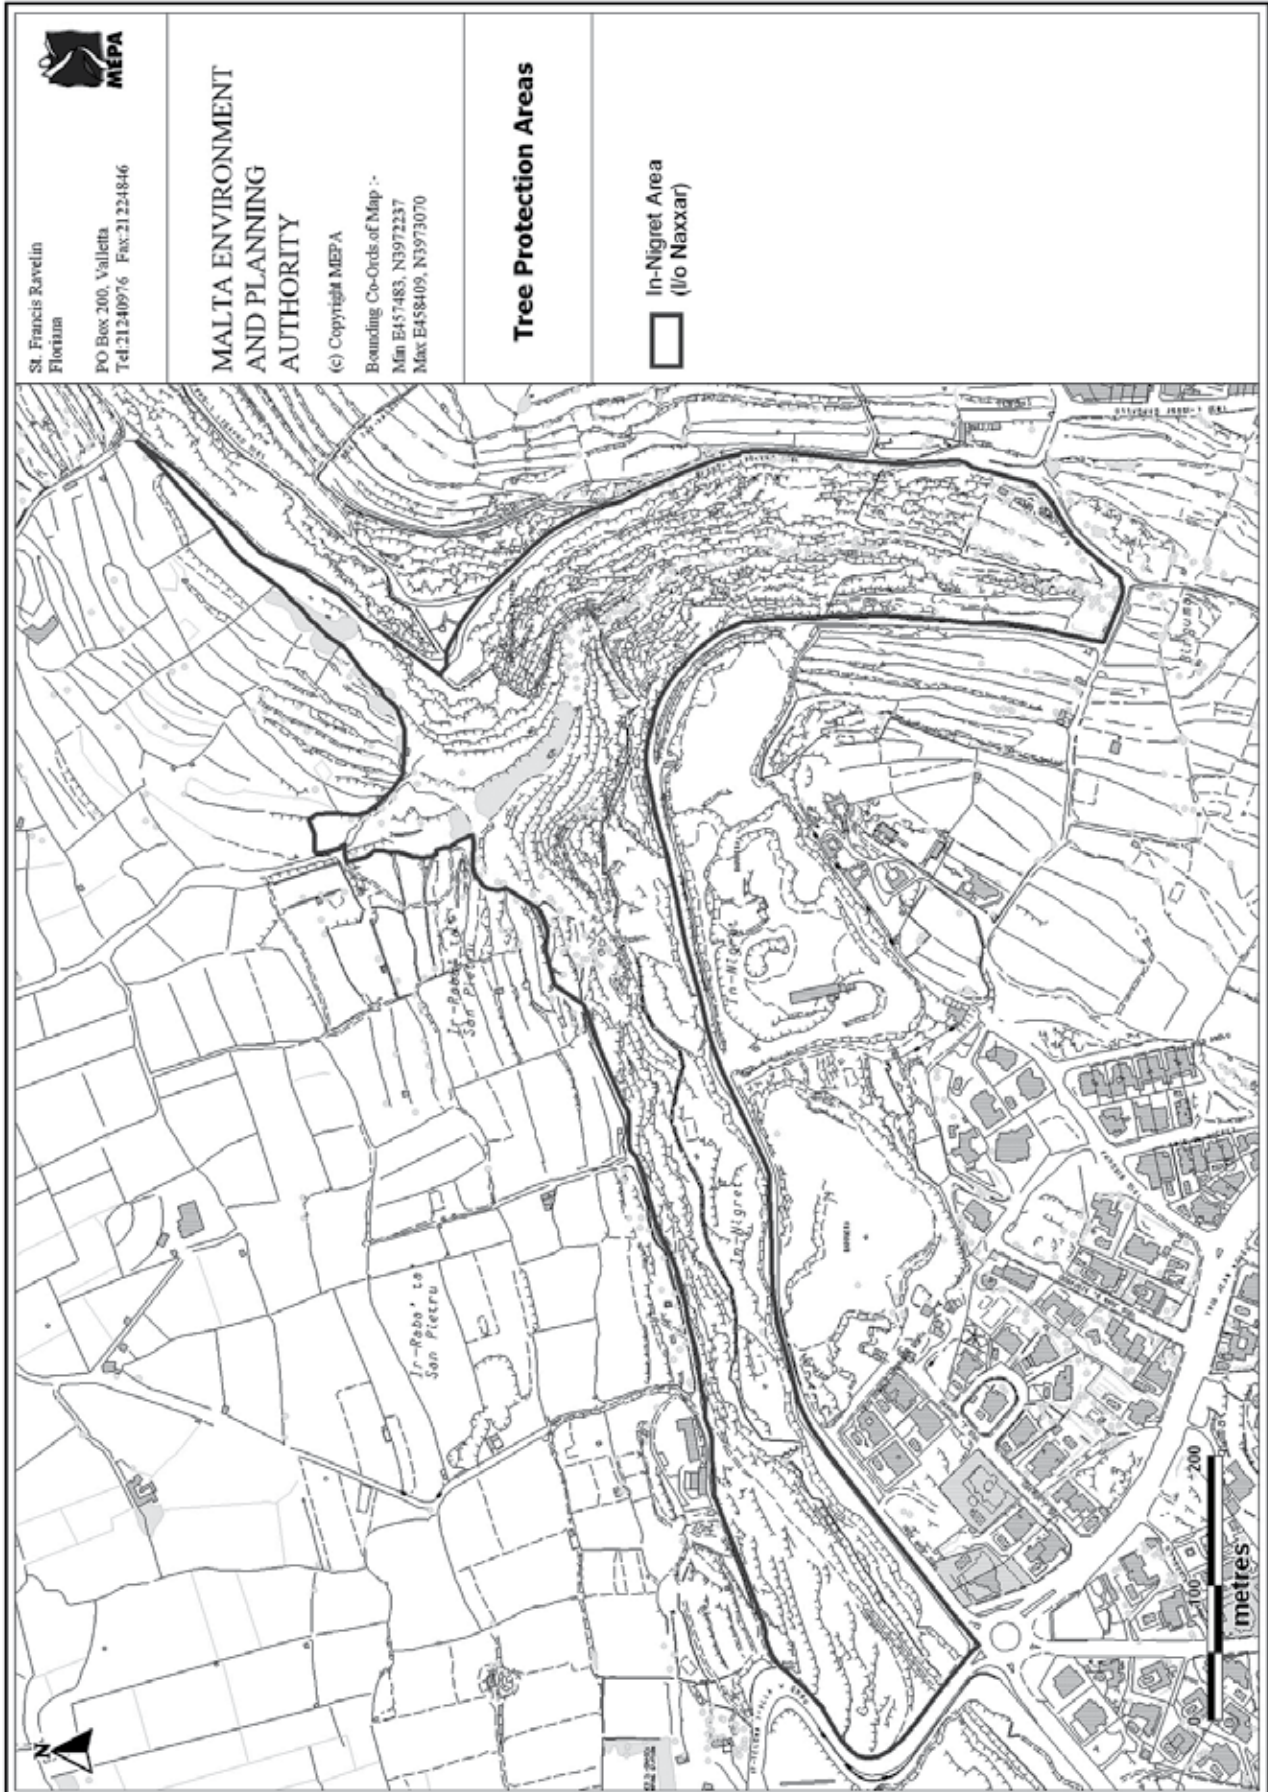 St. Francis Ravelin
Floriana
PO Box 200, Valletta
Tel:21240976 Fax:21224846
MEPA
MALTA ENVIRONMENT
AND PLANNING
AUTHORITY
(c) Copyright MEPA
Bounding Co-Ords of Map :-
Min E457483, N3972237
Max E458409, N3973070
Tree Protection Areas
In-Nigret Area
(l/o Naxxar)
N
Ir-Raba' ta'
San Pietru
Ir-Raba' ta'
San Pietru
In-Nigret
In-Nigret
0 100 200
metres